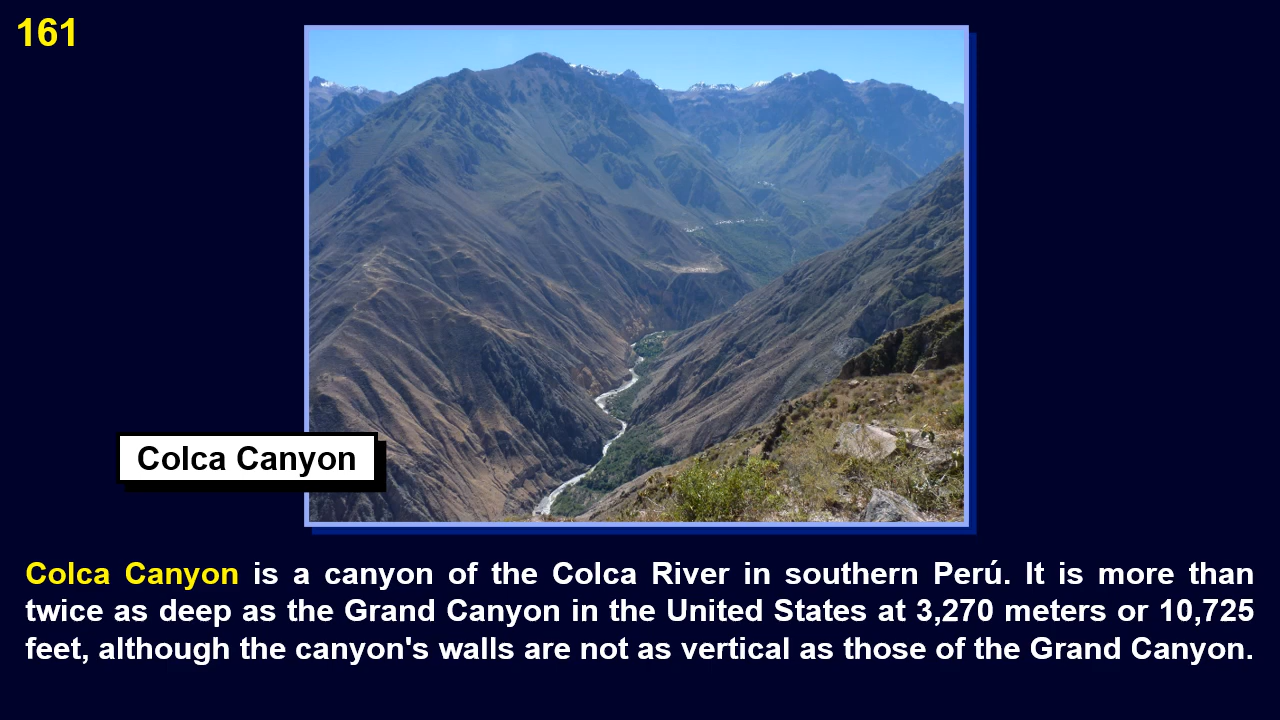 161
Colca Canyon
Colca Canyon is a canyon of the Colca River in southern Perú. It is more than
twice as deep as the Grand Canyon in the United States at 3,270 meters or 10,725
feet, although the canyon's walls are not as vertical as those of the Grand Canyon.